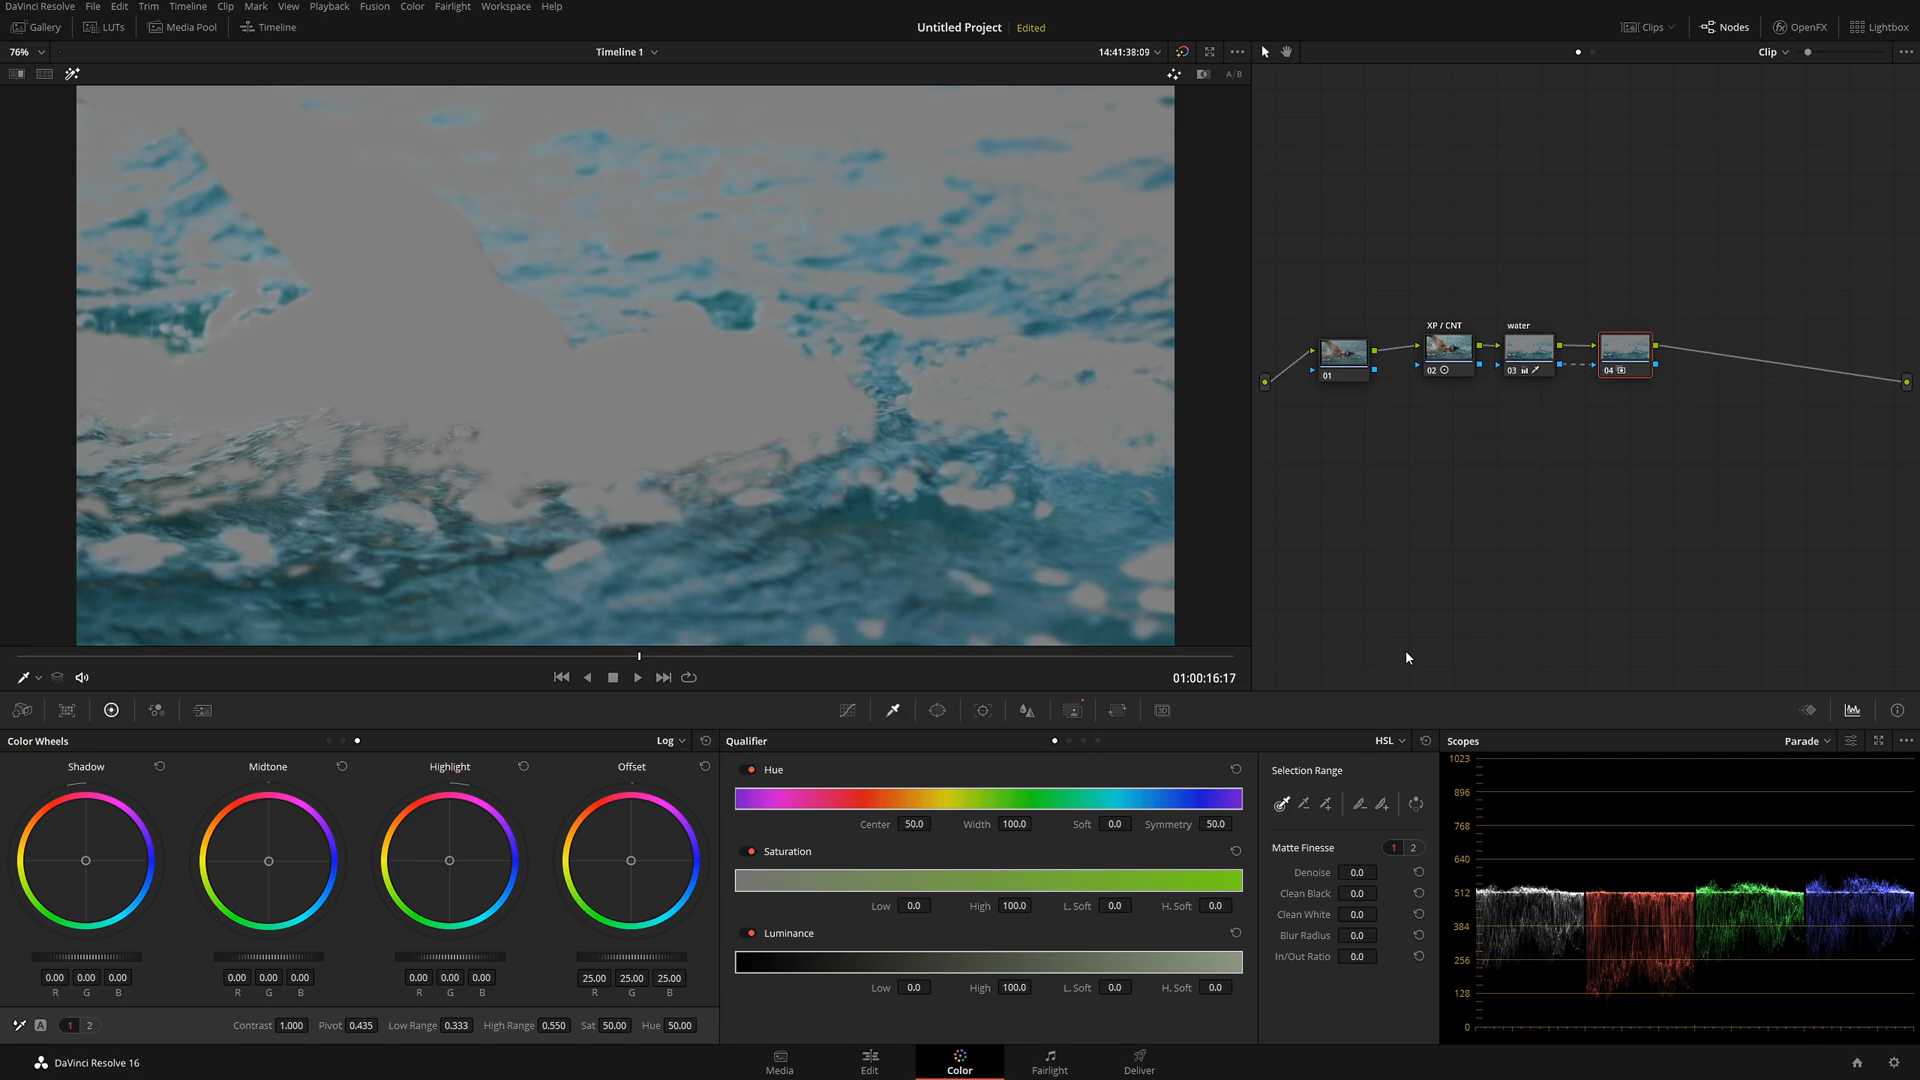 DaVinci Resolve File Edit Trim Timeline Clip Mark View Playback Fusion Color Fairlight Workspace Help
Gallery LUTs Media Pool Timeline Untitled Project Edited Clips Nodes OpenFX Lightbox
76% Timeline 1 14:41:38:09 Clip
A/B
XP / CNT water
01 02 03 04
01:00:16:17
3D
Color Wheels Log Qualifier HSL Scopes Parade
Shadow Midtone Highlight Offset
Hue
Center 50.0 Width 100.0 Soft 0.0 Symmetry 50.0
Saturation
Low 0.0 High 100.0 L. Soft 0.0 H. Soft 0.0
Luminance
Low 0.0 High 100.0 L. Soft 0.0 H. Soft 0.0
Selection Range
Matte Finesse 1 2
Denoise 0.0
Clean Black 0.0
Clean White 0.0
Blur Radius 0.0
In/Out Ratio 0.0
1023
896
768
640
512
384
256
128
0
0.00 0.00 0.00 0.00 0.00 0.00 0.00 0.00 0.00 25.00 25.00 25.00
R G B R G B R G B R G B
A 1 2 Contrast 1.000 Pivot 0.435 Low Range 0.333 High Range 0.550 Sat 50.00 Hue 50.00
DaVinci Resolve 16 Media Edit Color Fairlight Deliver